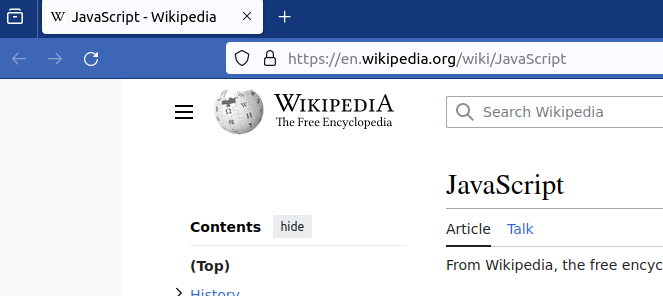 JavaScript - Wikipedia
https://en.wikipedia.org/wiki/JavaScript
WIKIPEDIA
The Free Encyclopedia
Search Wikipedia
JavaScript
Contents hide
Article Talk
(Top)
From Wikipedia, the free encyc
History